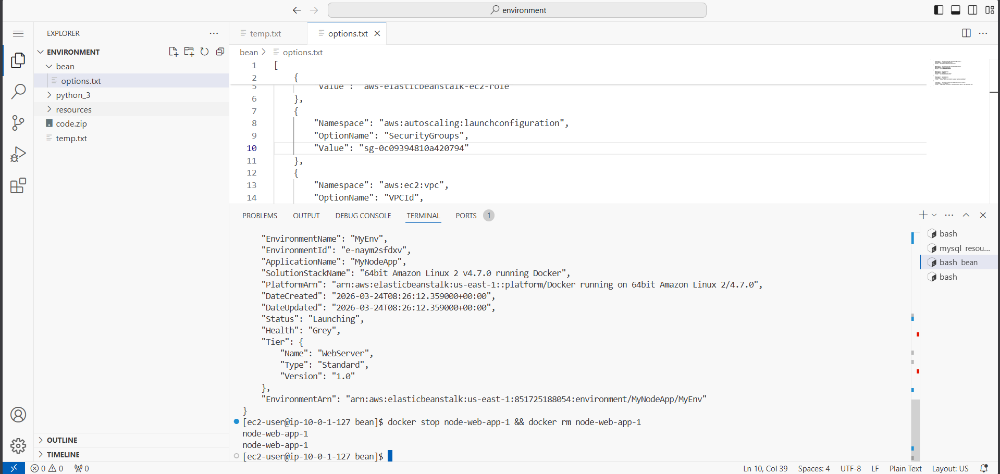 environment
EXPLORER
ENVIRONMENT
bean
options.txt
python_3
resources
code.zip
temp.txt
OUTLINE
TIMELINE
temp.txt
options.txt
bean > options.txt
1 [
2 {
5 "Value": "aws-elasticbeanstalk-ec2-role"
6 },
7 {
8 "Namespace": "aws:autoscaling:launchconfiguration",
9 "OptionName": "SecurityGroups",
10 "Value": "sg-0c09394810a420794"
11 },
12 {
13 "Namespace": "aws:ec2:vpc",
14 "OptionName": "VPCId",
PROBLEMS OUTPUT DEBUG CONSOLE TERMINAL PORTS 1
"EnvironmentName": "MyEnv",
"EnvironmentId": "e-naym2sfdxv",
"ApplicationName": "MyNodeApp",
"SolutionStackName": "64bit Amazon Linux 2 v4.7.0 running Docker",
"PlatformArn": "arn:aws:elasticbeanstalk:us-east-1::platform/Docker running on 64bit Amazon Linux 2/4.7.0",
"DateCreated": "2026-03-24T08:26:12.359000+00:00",
"DateUpdated": "2026-03-24T08:26:12.359000+00:00",
"Status": "Launching",
"Health": "Grey",
"Tier": {
"Name": "WebServer",
"Type": "Standard",
"Version": "1.0"
},
"EnvironmentArn": "arn:aws:elasticbeanstalk:us-east-1:851725188054:environment/MyNodeApp/MyEnv"
}
[ec2-user@ip-10-0-1-127 bean]$ docker stop node-web-app-1 && docker rm node-web-app-1
node-web-app-1
node-web-app-1
[ec2-user@ip-10-0-1-127 bean]$
bash
mysql resou...
bash bean
bash
0 0 0
Ln 10, Col 39 Spaces: 4 UTF-8 LF Plain Text Layout: US